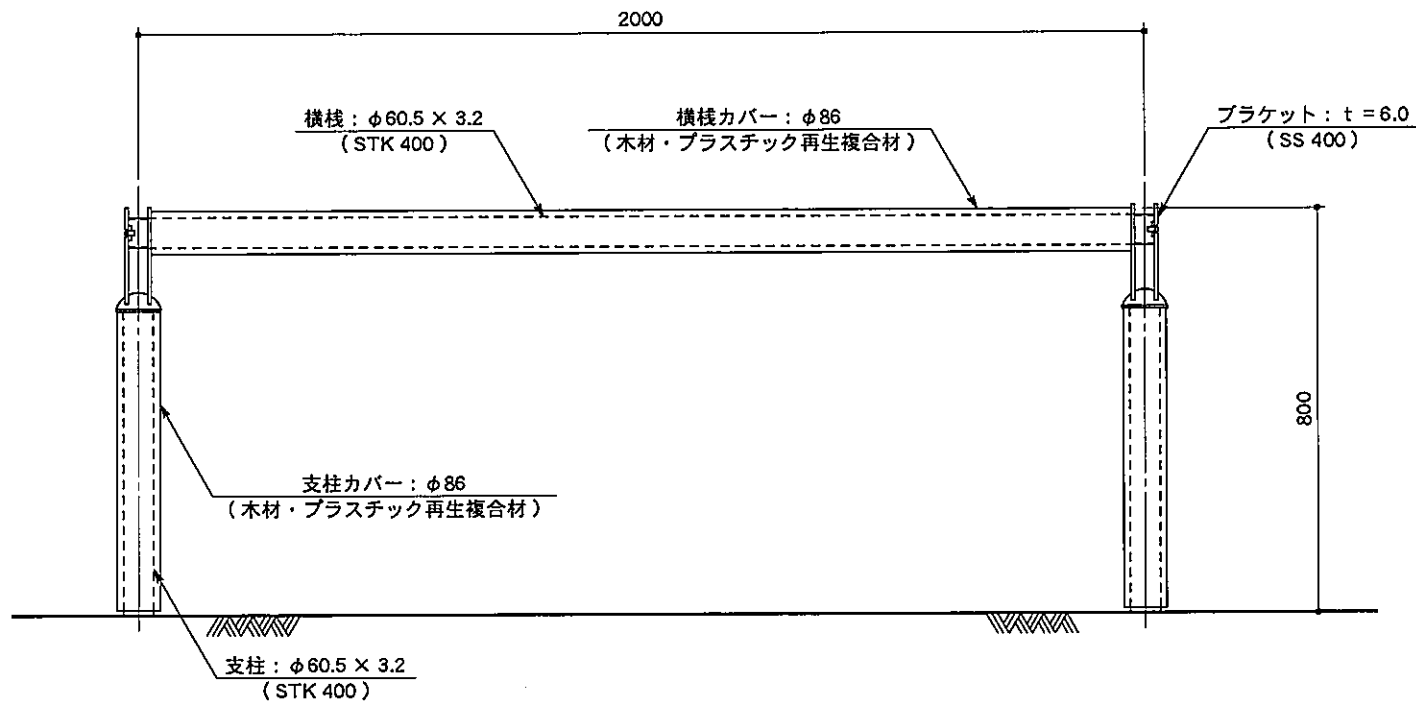 2000
横桟：φ60.5 × 3.2
（STK 400）
横桟カバー：φ86
（木材・プラスチック再生複合材）
ブラケット：t = 6.0
（SS 400）
800
支柱カバー：φ86
（木材・プラスチック再生複合材）
支柱：φ60.5 × 3.2
（STK 400）